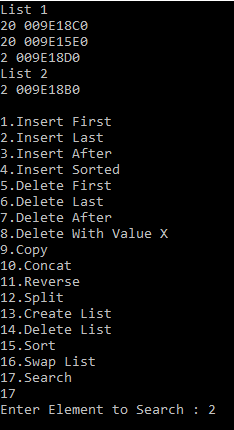 List 1
20 009E18C0
20 009E15E0
2 009E18D0
List 2
2 009E18B0
1.Insert First
2.Insert Last
3.Insert After
4.Insert Sorted
5.Delete First
6.Delete Last
7.Delete After
8.Delete With Value X
9.Copy
10.Concat
11.Reverse
12.Split
13.Create List
14.Delete List
15.Sort
16.Swap List
17.Search
17
Enter Element to Search : 2